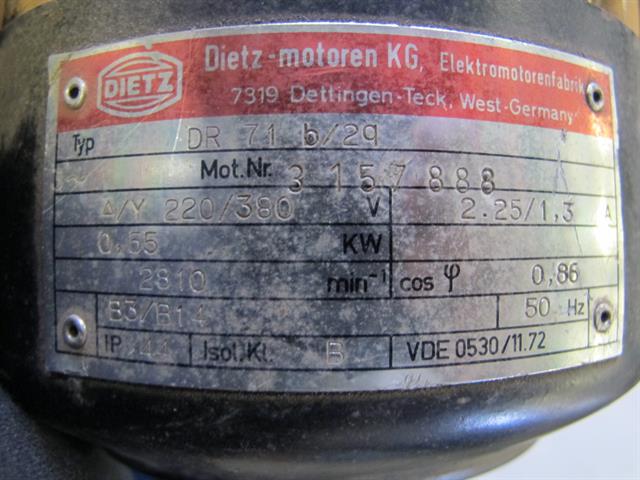 DIETZ
Dietz-motoren KG, Elektromotorenfabrik
7319 Dettingen-Teck, West-Germany
Typ DR 71 b/2q
Mot.Nr. 3 157 888
~ Δ/Y 220/380 V 2.25/1,3 A
0,55 KW
2810 min⁻¹ cos φ 0,86
B3/B14 50 Hz
IP 44 Isol.Kl. B VDE 0530/11.72